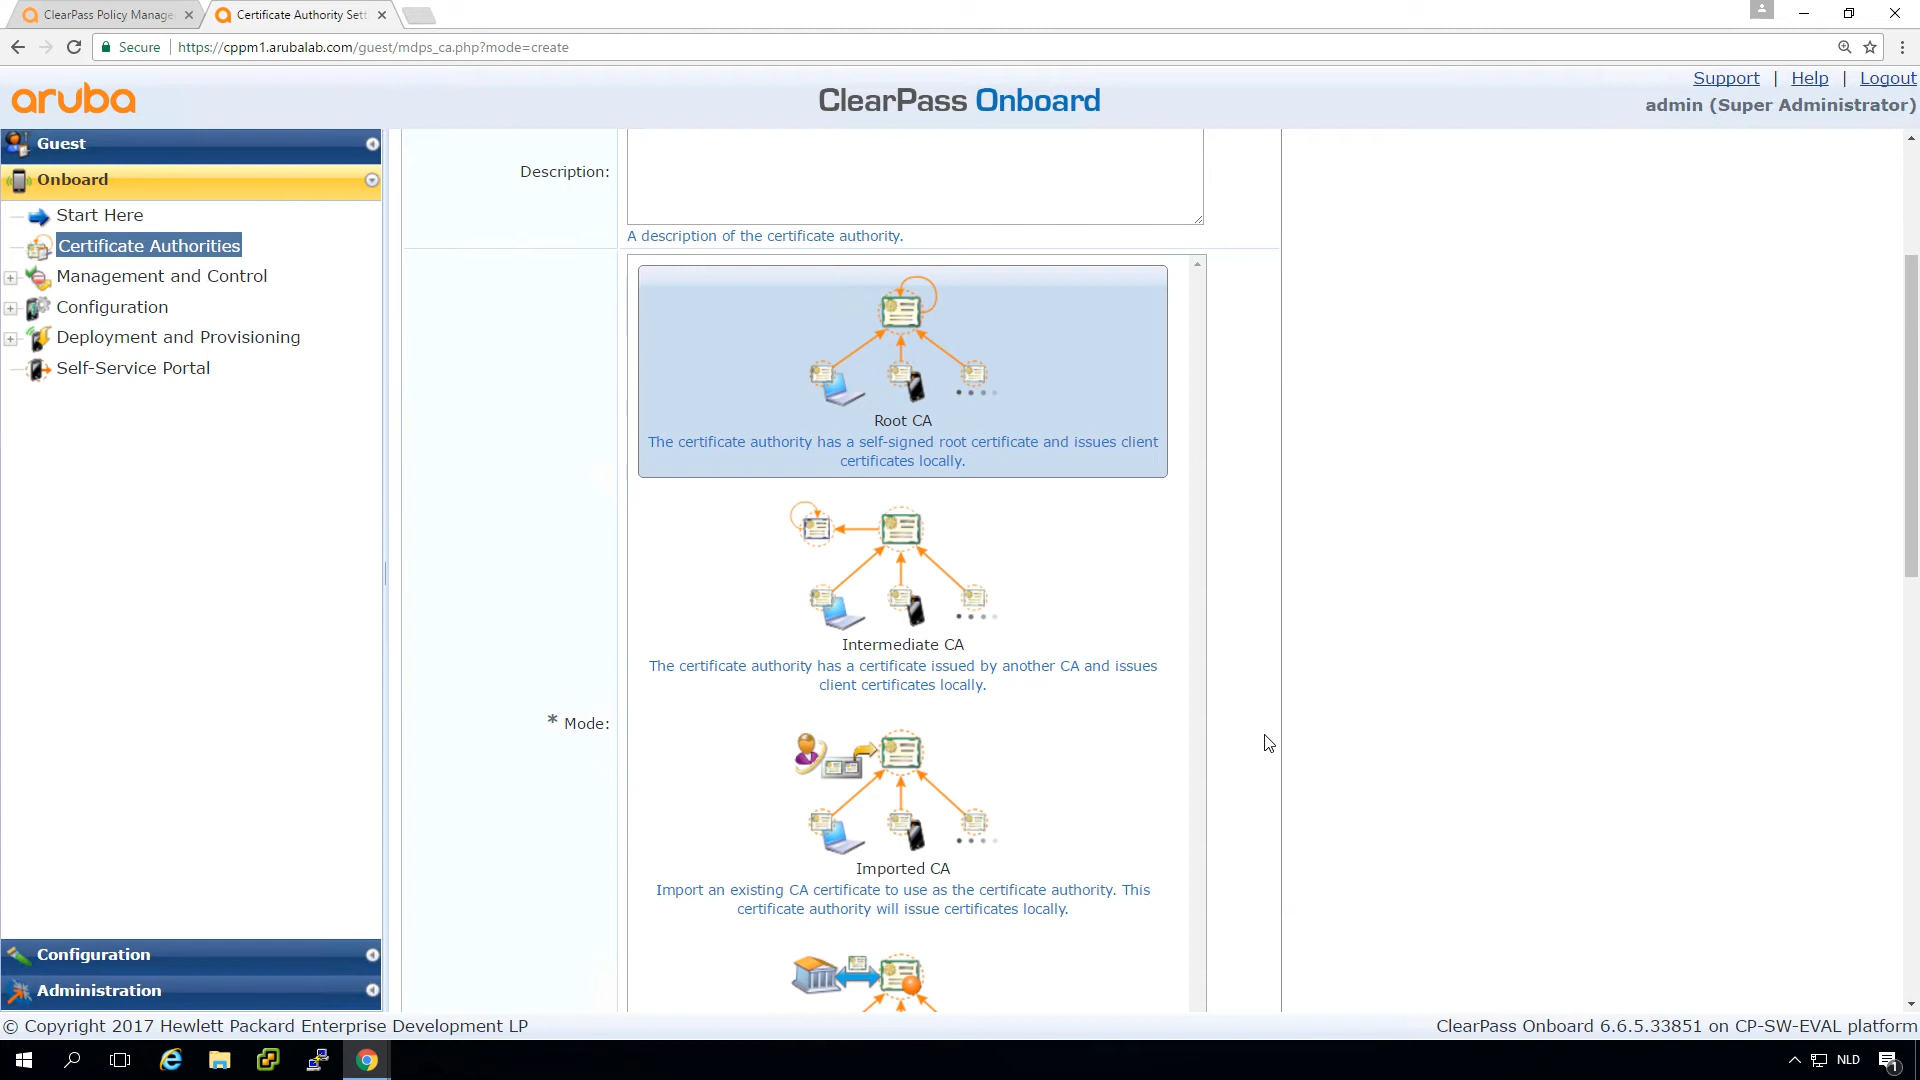 ClearPass Policy Manage
Certificate Authority Sett
Secure
https://cppm1.arubalab.com/guest/mdps_ca.php?mode=create
aruba
ClearPass Onboard
Support | Help | Logout
admin (Super Administrator)
Guest
Onboard
Start Here
Certificate Authorities
Management and Control
Configuration
Deployment and Provisioning
Self-Service Portal
Configuration
Administration
Description:
A description of the certificate authority.
* Mode:
Root CA
The certificate authority has a self-signed root certificate and issues client
certificates locally.
Intermediate CA
The certificate authority has a certificate issued by another CA and issues
client certificates locally.
Imported CA
Import an existing CA certificate to use as the certificate authority. This
certificate authority will issue certificates locally.
© Copyright 2017 Hewlett Packard Enterprise Development LP
ClearPass Onboard 6.6.5.33851 on CP-SW-EVAL platform
NLD
1